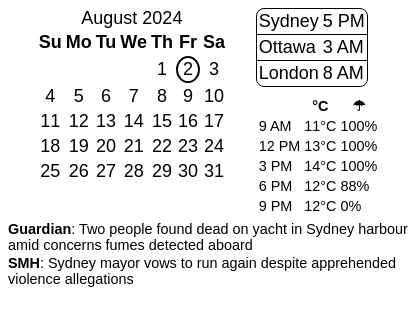 August 2024
Su Mo Tu We Th Fr Sa
1 2 3
4 5 6 7 8 9 10
11 12 13 14 15 16 17
18 19 20 21 22 23 24
25 26 27 28 29 30 31
Sydney 5 PM
Ottawa 3 AM
London 8 AM
°C ☂
9 AM 11°C 100%
12 PM 13°C 100%
3 PM 14°C 100%
6 PM 12°C 88%
9 PM 12°C 0%
Guardian: Two people found dead on yacht in Sydney harbour
amid concerns fumes detected aboard
SMH: Sydney mayor vows to run again despite apprehended
violence allegations